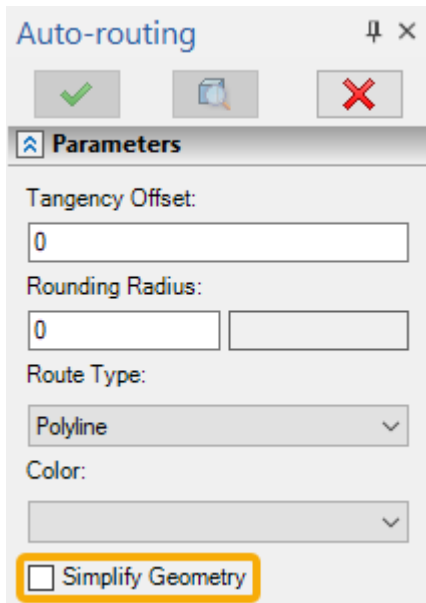 Auto-routing
Parameters
Tangency Offset:
0
Rounding Radius:
0
Route Type:
Polyline
Color:
Simplify Geometry